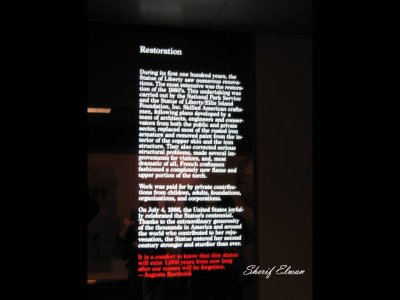 Restoration
During its first one hundred years, the
Statue of Liberty saw numerous renova-
tions. The most extensive was the restora-
tion of the 1980's. This undertaking was
carried out by the National Park Service
and the Statue of Liberty/Ellis Island
Foundation, Inc. Skilled American crafts-
men, following plans developed by a
team of architects, engineers and conser-
vators from both the public and private
sector, replaced most of the rusted iron
armature and removed paint from the in-
terior of the copper skin and the iron
structure. They also corrected serious
structural problems, made several im-
provements for visitors, and, most
dramatic of all, French craftsmen
fashioned a completely new flame and
upper portion of the torch.
Work was paid for by private contribu-
tions from children, adults, foundations,
organizations, and corporations.
On July 4, 1986, the United States joyful-
ly celebrated the Statue's centennial.
Thanks to the extraordinary generosity
of the thousands in America and around
the world who contributed to her reju-
venation, the Statue entered her second
century stronger and sturdier than ever.
It is a comfort to know that this statue
will exist 1,000 years from now long
after our names will be forgotten.
— Auguste Bartholdi
Sherif Elwan